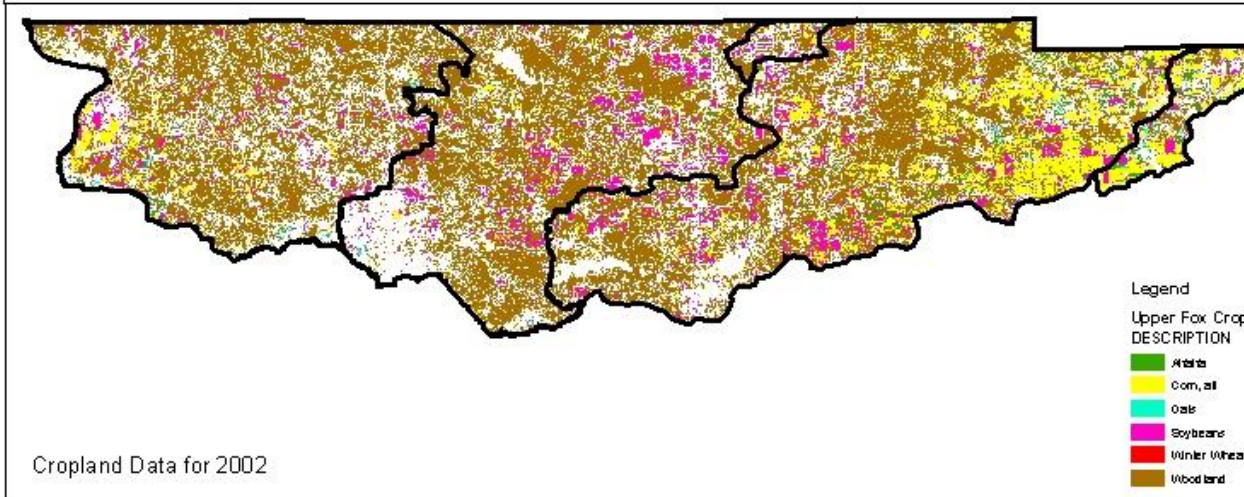 Legend
Upper Fox Crop
DESCRIPTION
Alfalfa
Corn, all
Oats
Soybeans
Winter Whea
Woodland
Cropland Data for 2002